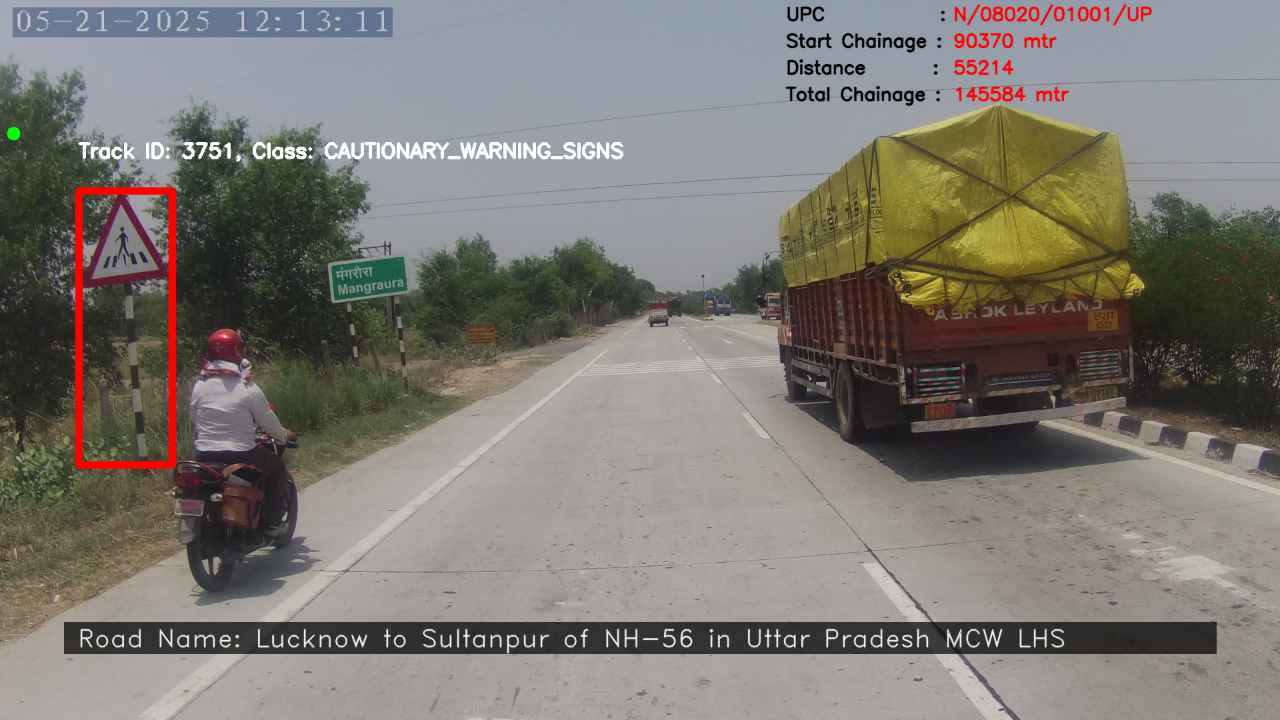 05-21-2025 12:13:11
UPC : N/08020/01001/UP
Start Chainage : 90370 mtr
Distance : 55214
Total Chainage : 145584 mtr
Track ID: 3751, Class: CAUTIONARY_WARNING_SIGNS
मंगरौरा
Mangraura
ASHOK LEYLAND
Road Name: Lucknow to Sultanpur of NH-56 in Uttar Pradesh MCW LHS